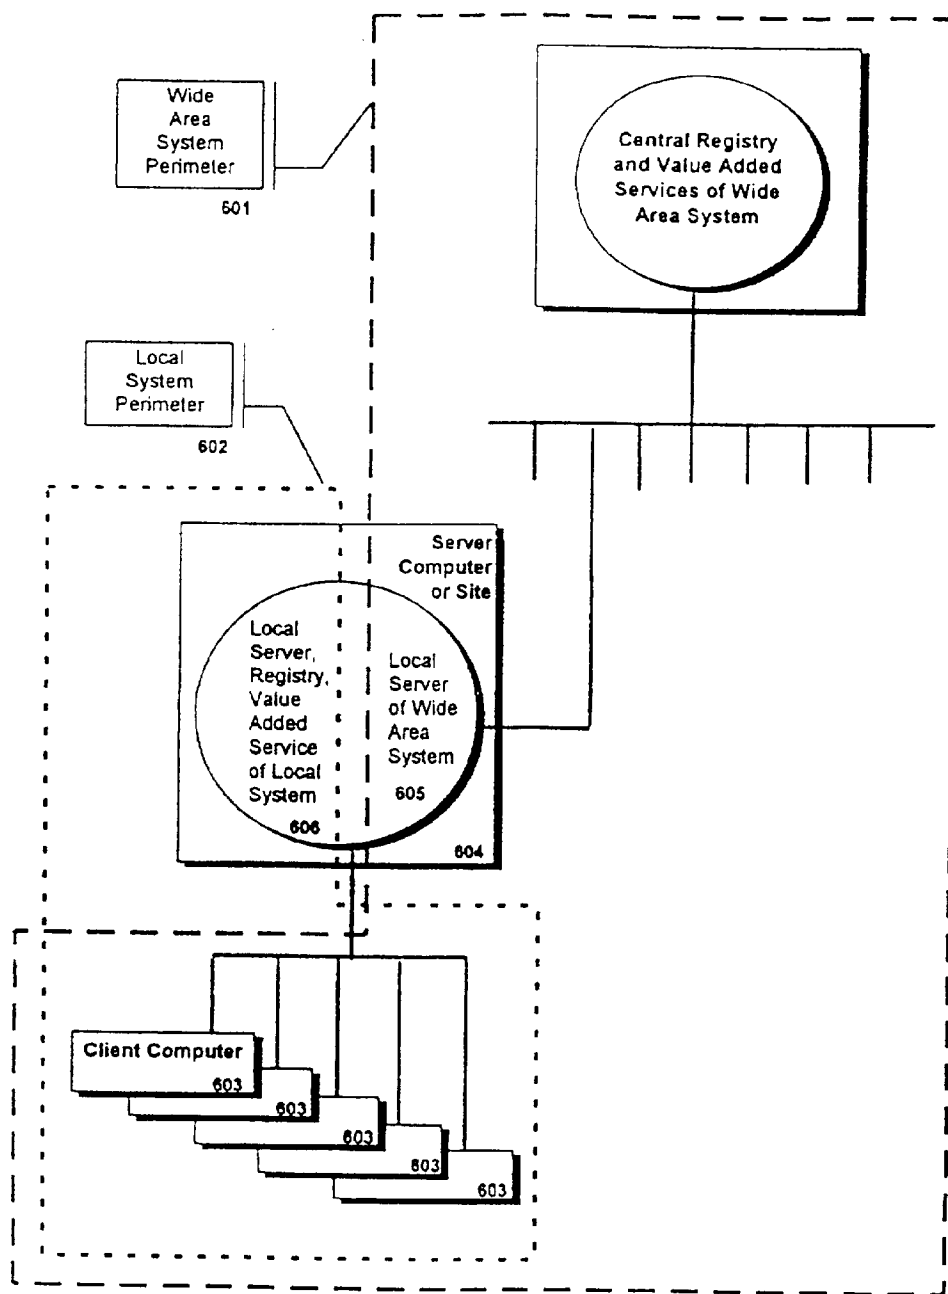 Wide
Area
System
Perimeter
601
Central Registry
and Value Added
Services of Wide
Area System
Local
System
Perimeter
602
Server
Computer
or Site
Local
Server,
Registry,
Value
Added
Service
of Local
System
606
Local
Server
of Wide
Area
System
605
604
Client Computer
603
603
603
603
603